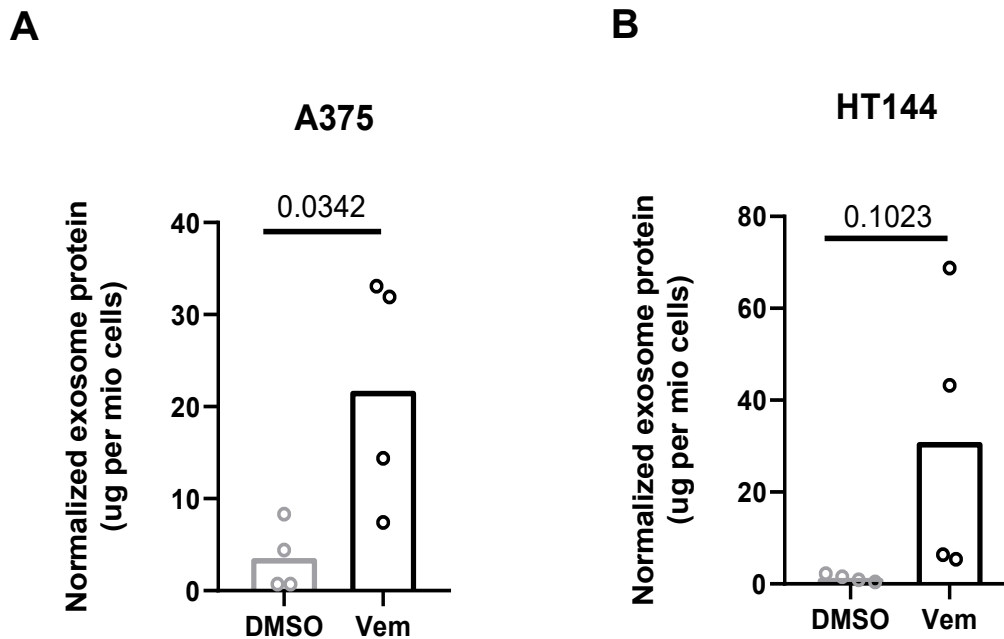 A
A375
Normalized exosome protein
(ug per mio cells)
0.0342
40
30
20
10
0
DMSO Vem
B
HT144
Normalized exosome protein
(ug per mio cells)
0.1023
80
60
40
20
0
DMSO Vem